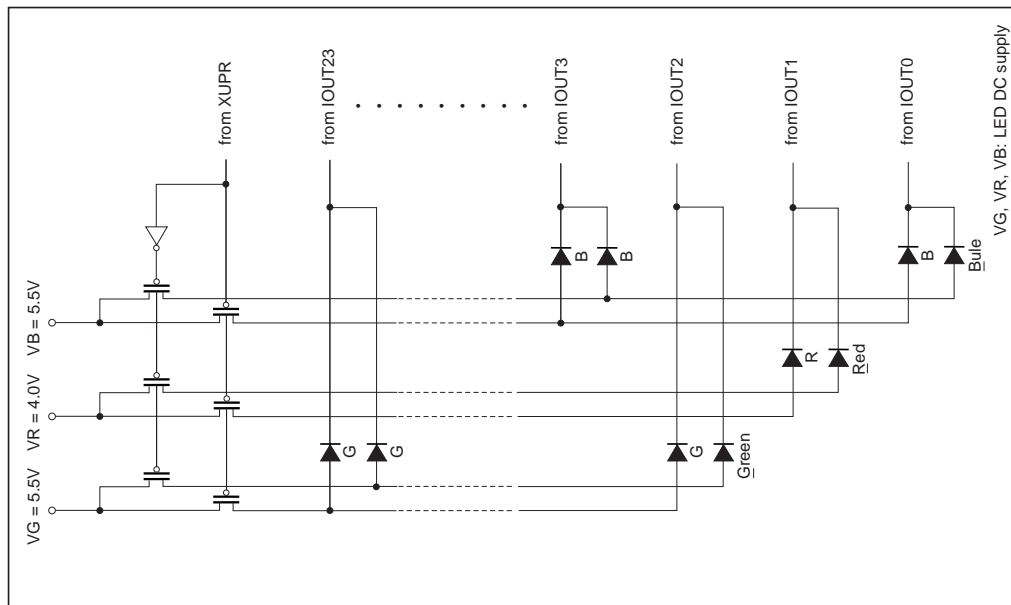 from XUPR
from IOUT23
from IOUT3
from IOUT2
from IOUT1
from IOUT0
VG, VR, VB: LED DC supply
B
B
B
Bule
VB = 5.5V
R
Red
VR = 4.0V
G
G
G
Green
VG = 5.5V